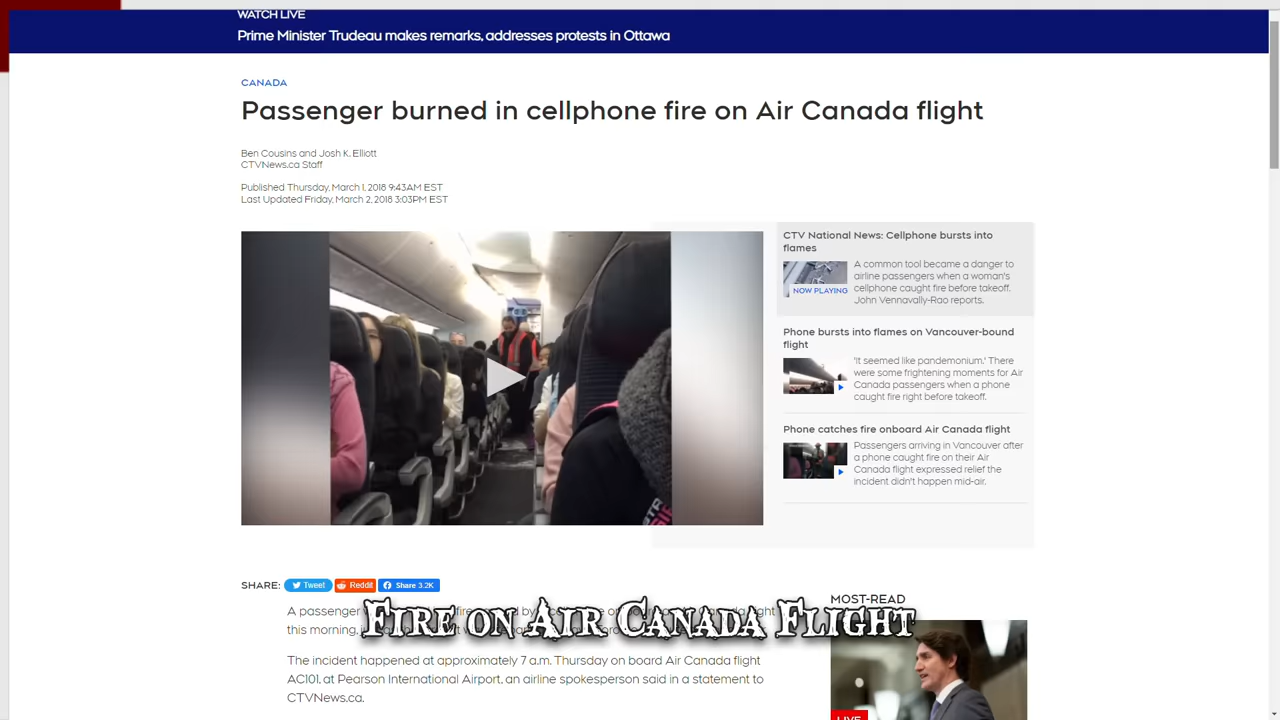 WATCH LIVE
Prime Minister Trudeau makes remarks, addresses protests in Ottawa
CANADA
Passenger burned in cellphone fire on Air Canada flight
Ben Cousins and Josh K. Elliott
CTVNews.ca Staff
Published Thursday, March 1, 2018 9:43AM EST
Last Updated Friday, March 2, 2018 3:03PM EST
CTV National News: Cellphone bursts into
flames
A common tool became a danger to
airline passengers when a woman's
cellphone caught fire before takeoff.
John Vennavally-Rao reports.
NOW PLAYING
Phone bursts into flames on Vancouver-bound
flight
'It seemed like pandemonium.' There
were some frightening moments for Air
Canada passengers when a phone
caught fire right before takeoff.
Phone catches fire onboard Air Canada flight
Passengers arriving in Vancouver after
a phone caught fire on their Air
Canada flight expressed relief the
incident didn't happen mid-air.
SHARE: Tweet Reddit Share 3.2K
A passenger
this morning,
FIRE ON AIR CANADA FLIGHT
The incident happened at approximately 7 a.m. Thursday on board Air Canada flight
AC101, at Pearson International Airport, an airline spokesperson said in a statement to
CTVNews.ca.
MOST-READ
LIVE